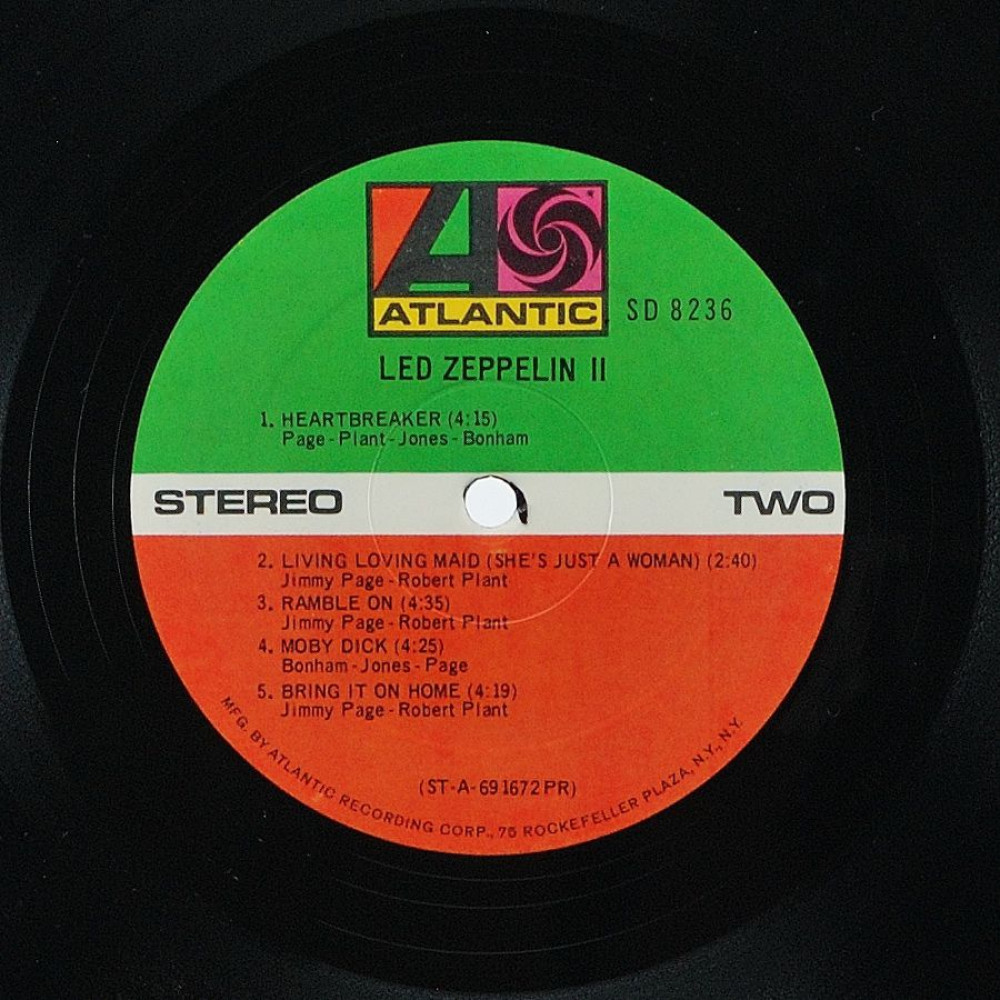 ATLANTIC
SD 8236
LED ZEPPELIN II
1. HEARTBREAKER (4:15)
Page-Plant-Jones-Bonham
STEREO
TWO
2. LIVING LOVING MAID (SHE'S JUST A WOMAN) (2:40)
Jimmy Page-Robert Plant
3. RAMBLE ON (4:35)
Jimmy Page-Robert Plant
4. MOBY DICK (4:25)
Bonham-Jones-Page
5. BRING IT ON HOME (4:19)
Jimmy Page-Robert Plant
(ST-A-691672PR)
MFG. BY ATLANTIC RECORDING CORP., 75 ROCKEFELLER PLAZA, N.Y., N.Y.